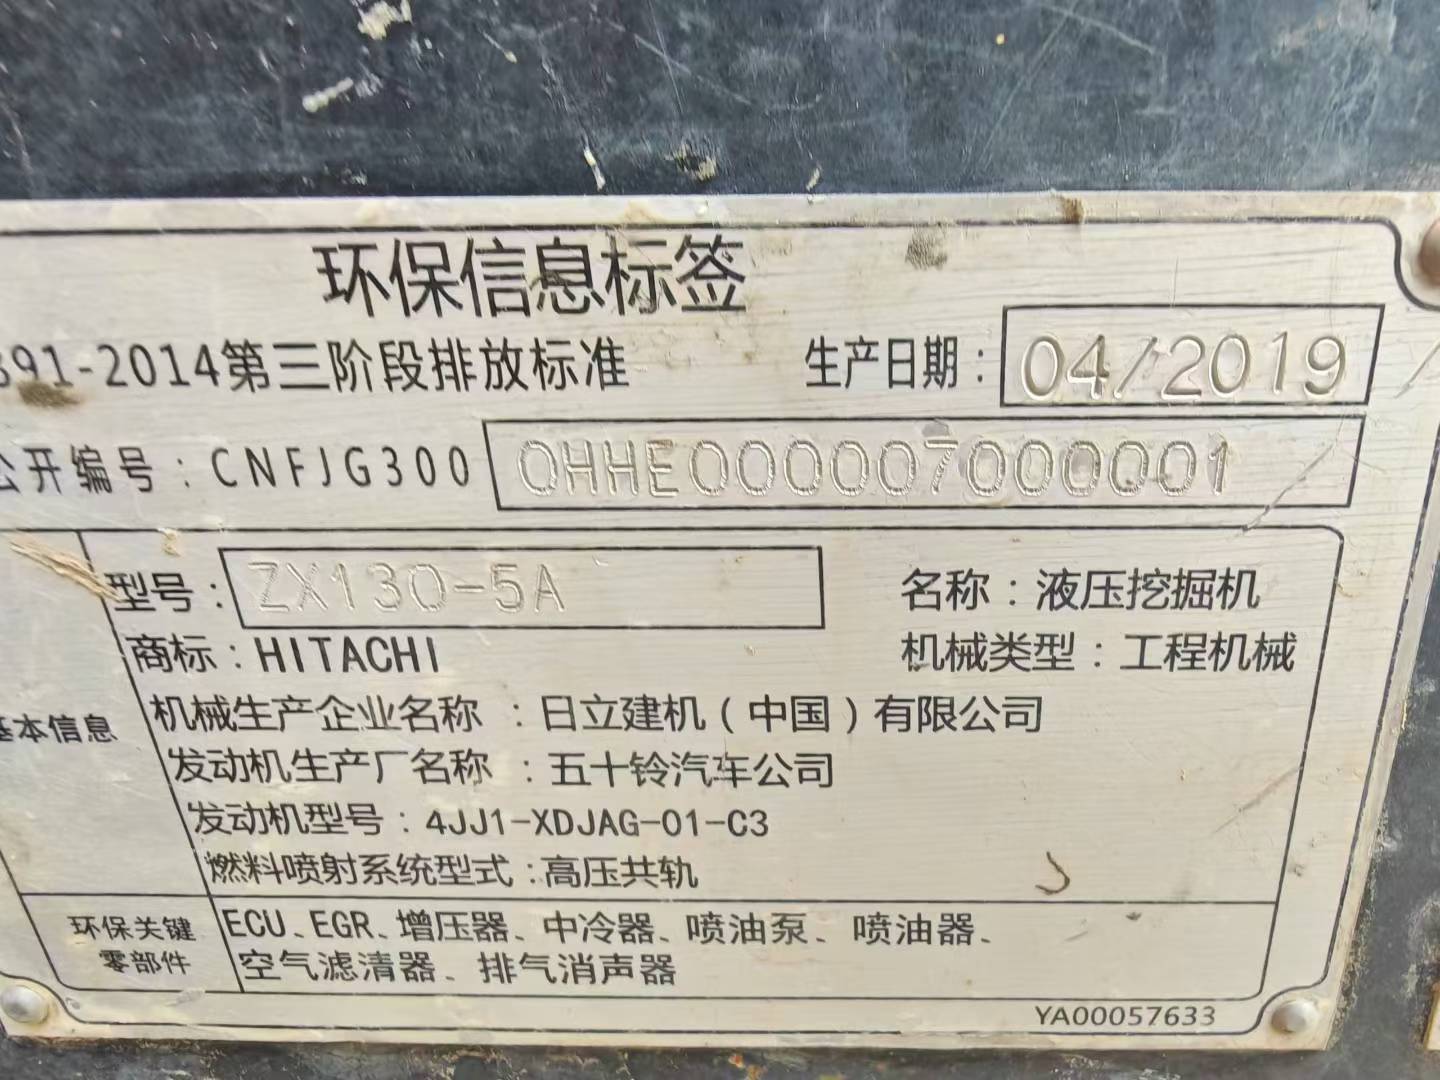 环保信息标签
391-2014第三阶段排放标准 生产日期：04/2019
公开编号：CNFJG300 0HHE000007000001
型号：ZX130-5A 名称：液压挖掘机
商标：HITACHI 机械类型：工程机械
基本信息
机械生产企业名称：日立建机（中国）有限公司
发动机生产厂名称：五十铃汽车公司
发动机型号：4JJ1-XDJAG-01-C3
燃料喷射系统型式：高压共轨
环保关键零部件
ECU、EGR、增压器、中冷器、喷油泵、喷油器、
空气滤清器、排气消声器
YA00057633